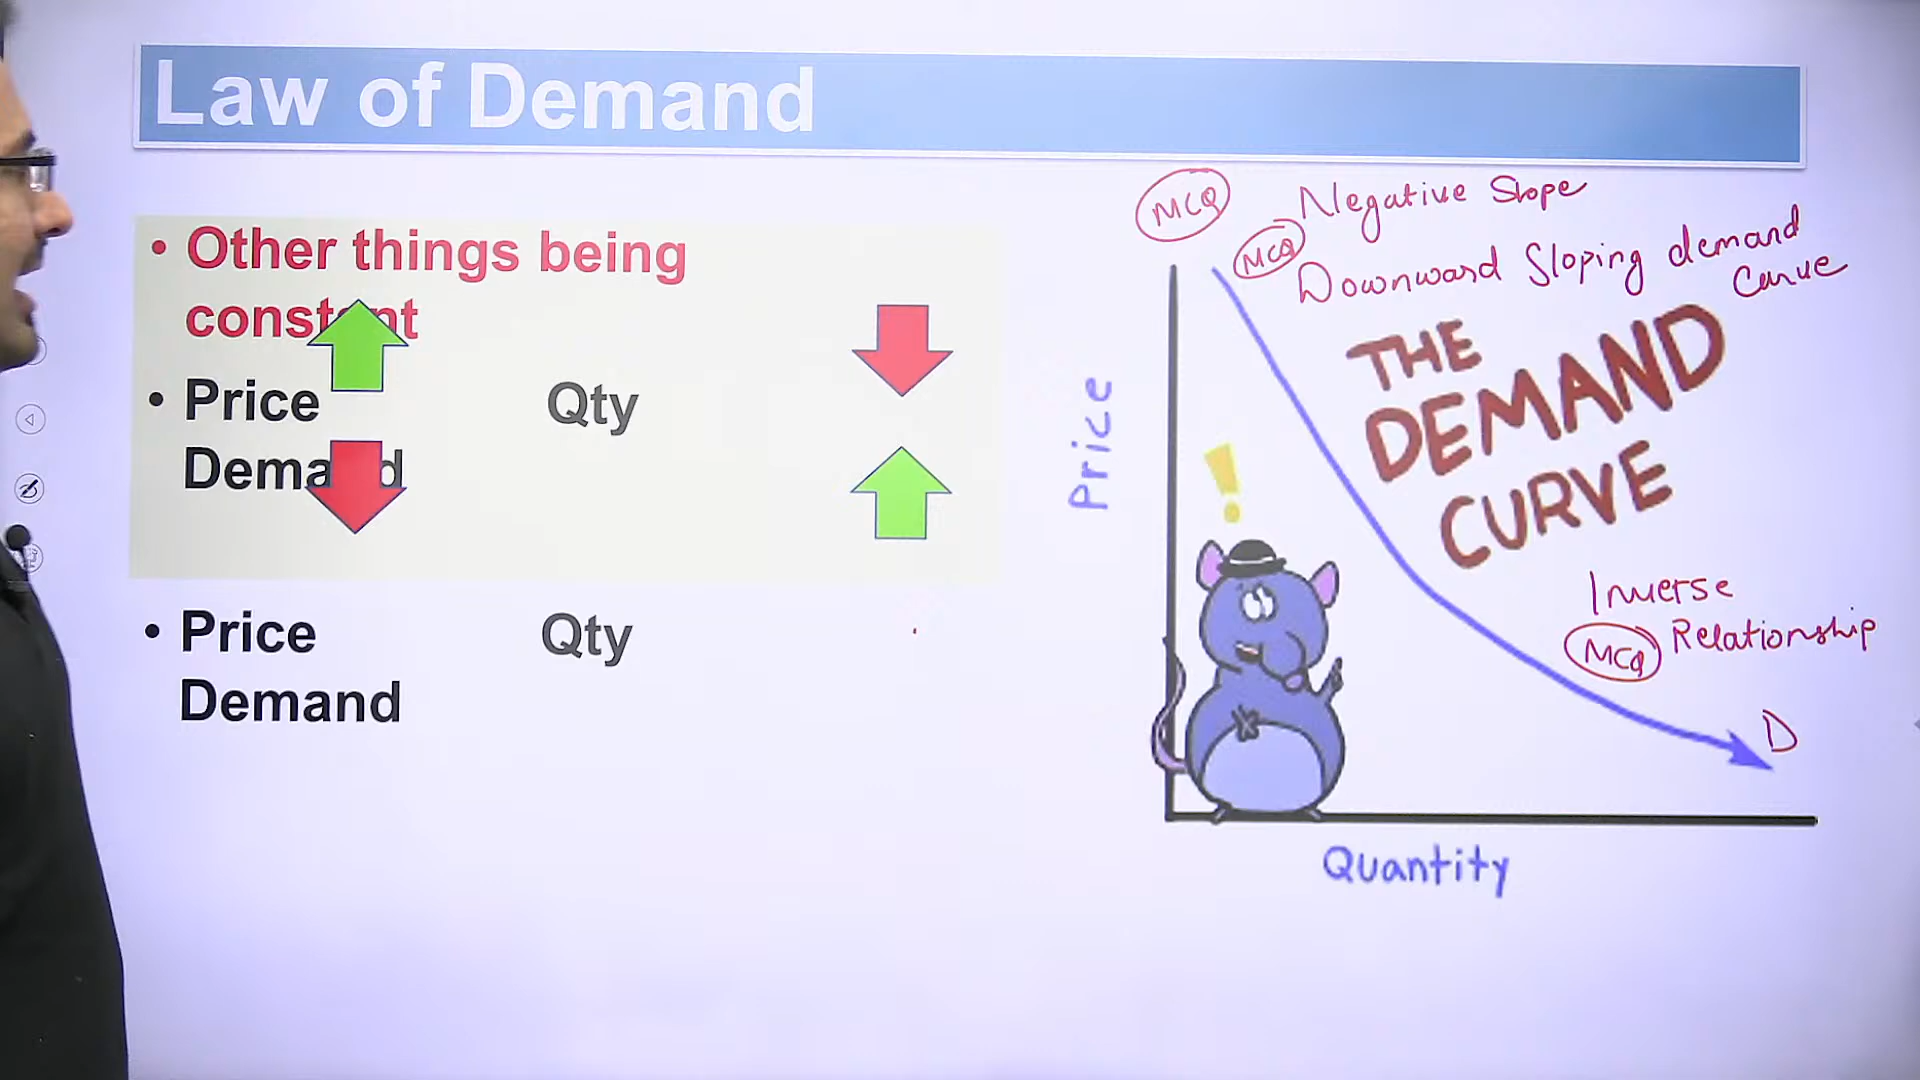 Law of Demand
• Other things being
constant
• Price Qty
Demand
• Price Qty
Demand
MCQ Negative Slope
MCQ Downward Sloping demand
Curve
THE
DEMAND
CURVE
Price
!
Inverse
MCQ Relationship
D
Quantity